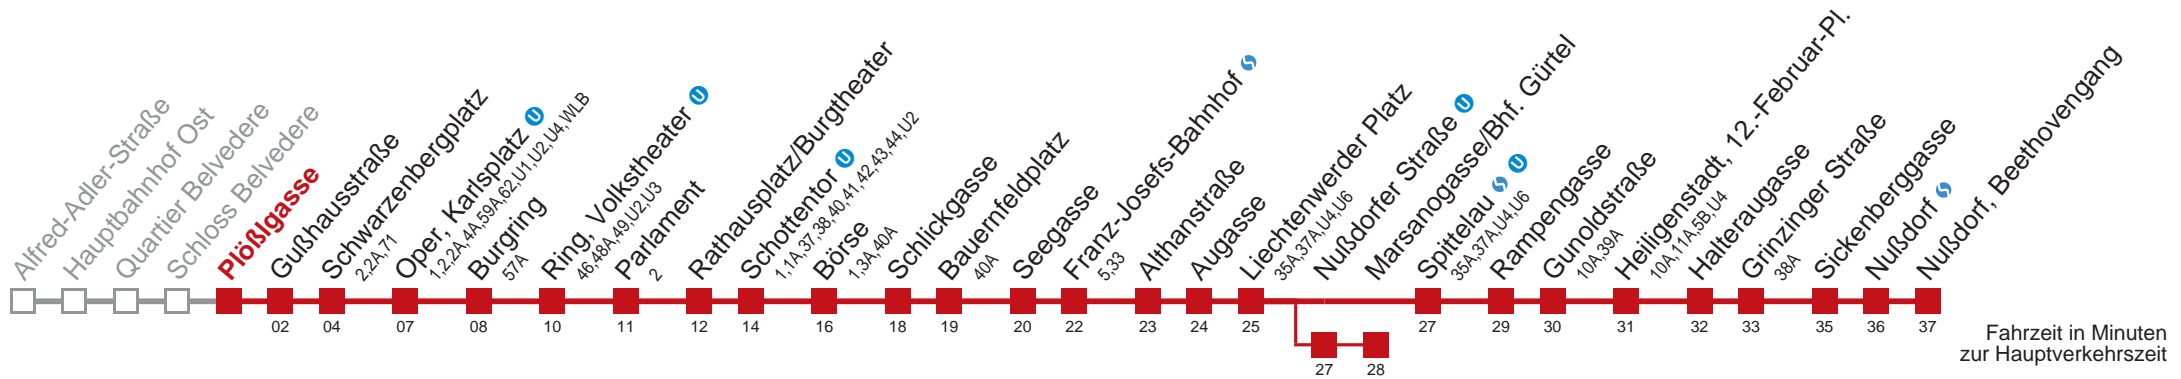 Alfred-Adler-Straße
Hauptbahnhof Ost
Quartier Belvedere
Schloss Belvedere
Plößlgasse
Gußhausstraße
02
Schwarzenbergplatz
2,2A,71
04
Oper, Karlsplatz U
1,2,2A,4A,59A,62,U1,U2,U4,WLB
07
Burgring
57A
08
Ring, Volkstheater U
46,48A,49,U2,U3
10
Parlament
2
11
Rathausplatz/Burgtheater
12
Schottentor U
1,1A,37,38,40,41,42,43,44,U2
14
Börse
1,3A,40A
16
Schlickgasse
18
Bauernfeldplatz
40A
19
Seegasse
20
Franz-Josefs-Bahnhof S
5,33
22
Althanstraße
23
Augasse
24
Liechtenwerder Platz
35A,37A,U4,U6
25
Nußdorfer Straße U
27
Marsanogasse/Bhf. Gürtel
28
Spittelau S U
35A,37A,U4,U6
27
Rampengasse
29
Gunoldstraße
10A,39A
30
Heiligenstadt, 12.-Februar-Pl.
10A,11A,5B,U4
31
Halteraugasse
32
Grinzinger Straße
38A
33
Sickenberggasse
35
Nußdorf S
36
Nußdorf, Beethovengang
37
Fahrzeit in Minuten
zur Hauptverkehrszeit